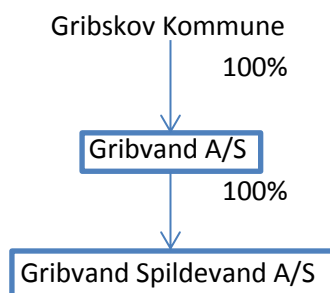 Gribskov Kommune
100%
Gribvand A/S
100%
Gribvand Spildevand A/S